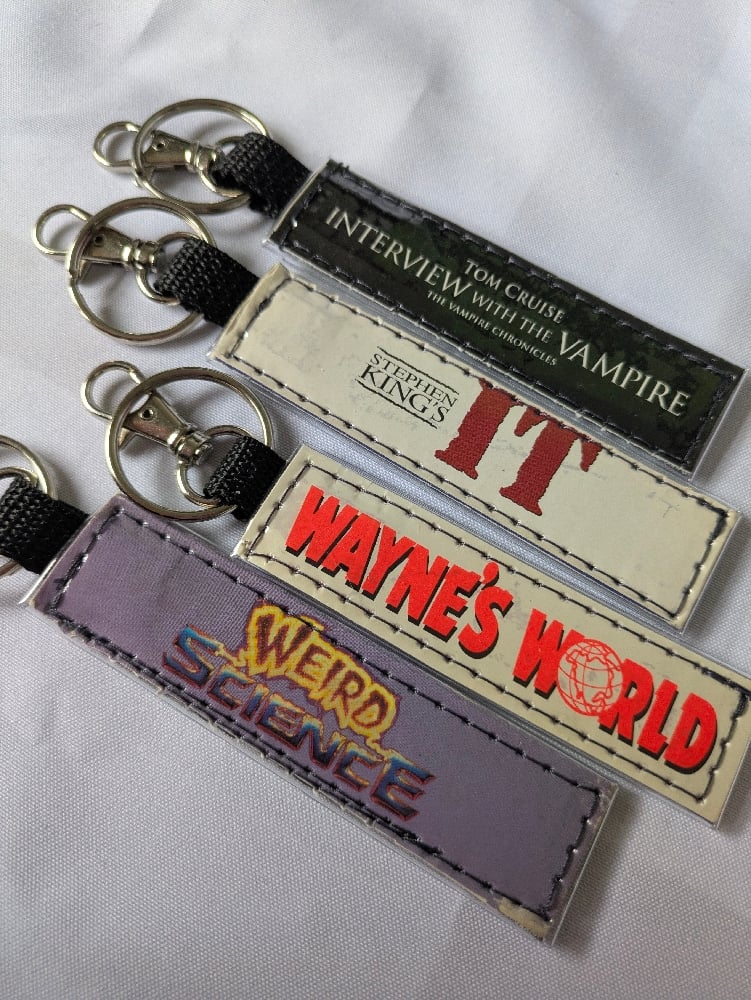 TOM CRUISE
INTERVIEW WITH THE VAMPIRE
THE VAMPIRE CHRONICLES
STEPHEN
KING'S
IT
WAYNE'S WORLD
WEIRD
SCIENCE